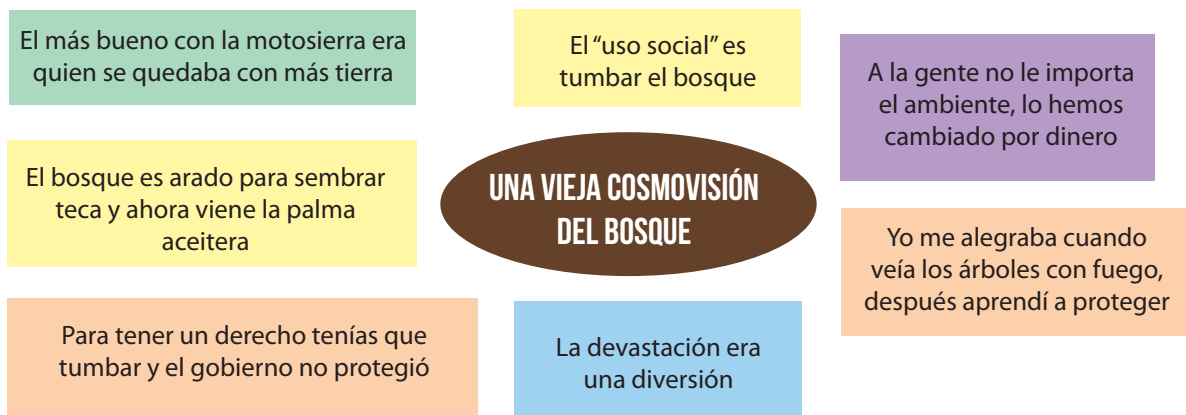 El más bueno con la motosierra era
quien se quedaba con más tierra
El “uso social” es
tumbar el bosque
A la gente no le importa
el ambiente, lo hemos
cambiado por dinero
El bosque es arado para sembrar
teca y ahora viene la palma
aceitera
UNA VIEJA COSMOVISIÓN
DEL BOSQUE
Yo me alegraba cuando
veía los árboles con fuego,
después aprendí a proteger
Para tener un derecho tenías que
tumbar y el gobierno no protegió
La devastación era
una diversión